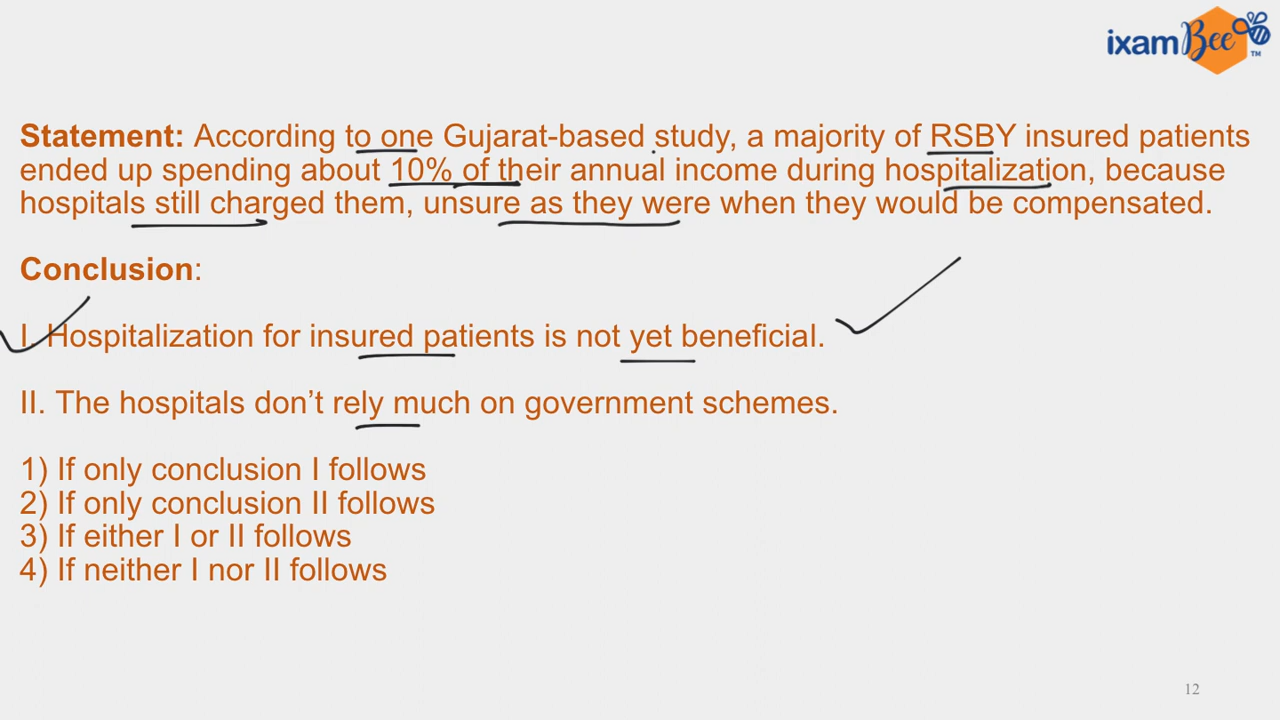 ixamBee™
Statement: According to one Gujarat-based study, a majority of RSBY insured patients
ended up spending about 10% of their annual income during hospitalization, because
hospitals still charged them, unsure as they were when they would be compensated.
Conclusion:
I. Hospitalization for insured patients is not yet beneficial.
II. The hospitals don’t rely much on government schemes.
1) If only conclusion I follows
2) If only conclusion II follows
3) If either I or II follows
4) If neither I nor II follows
12